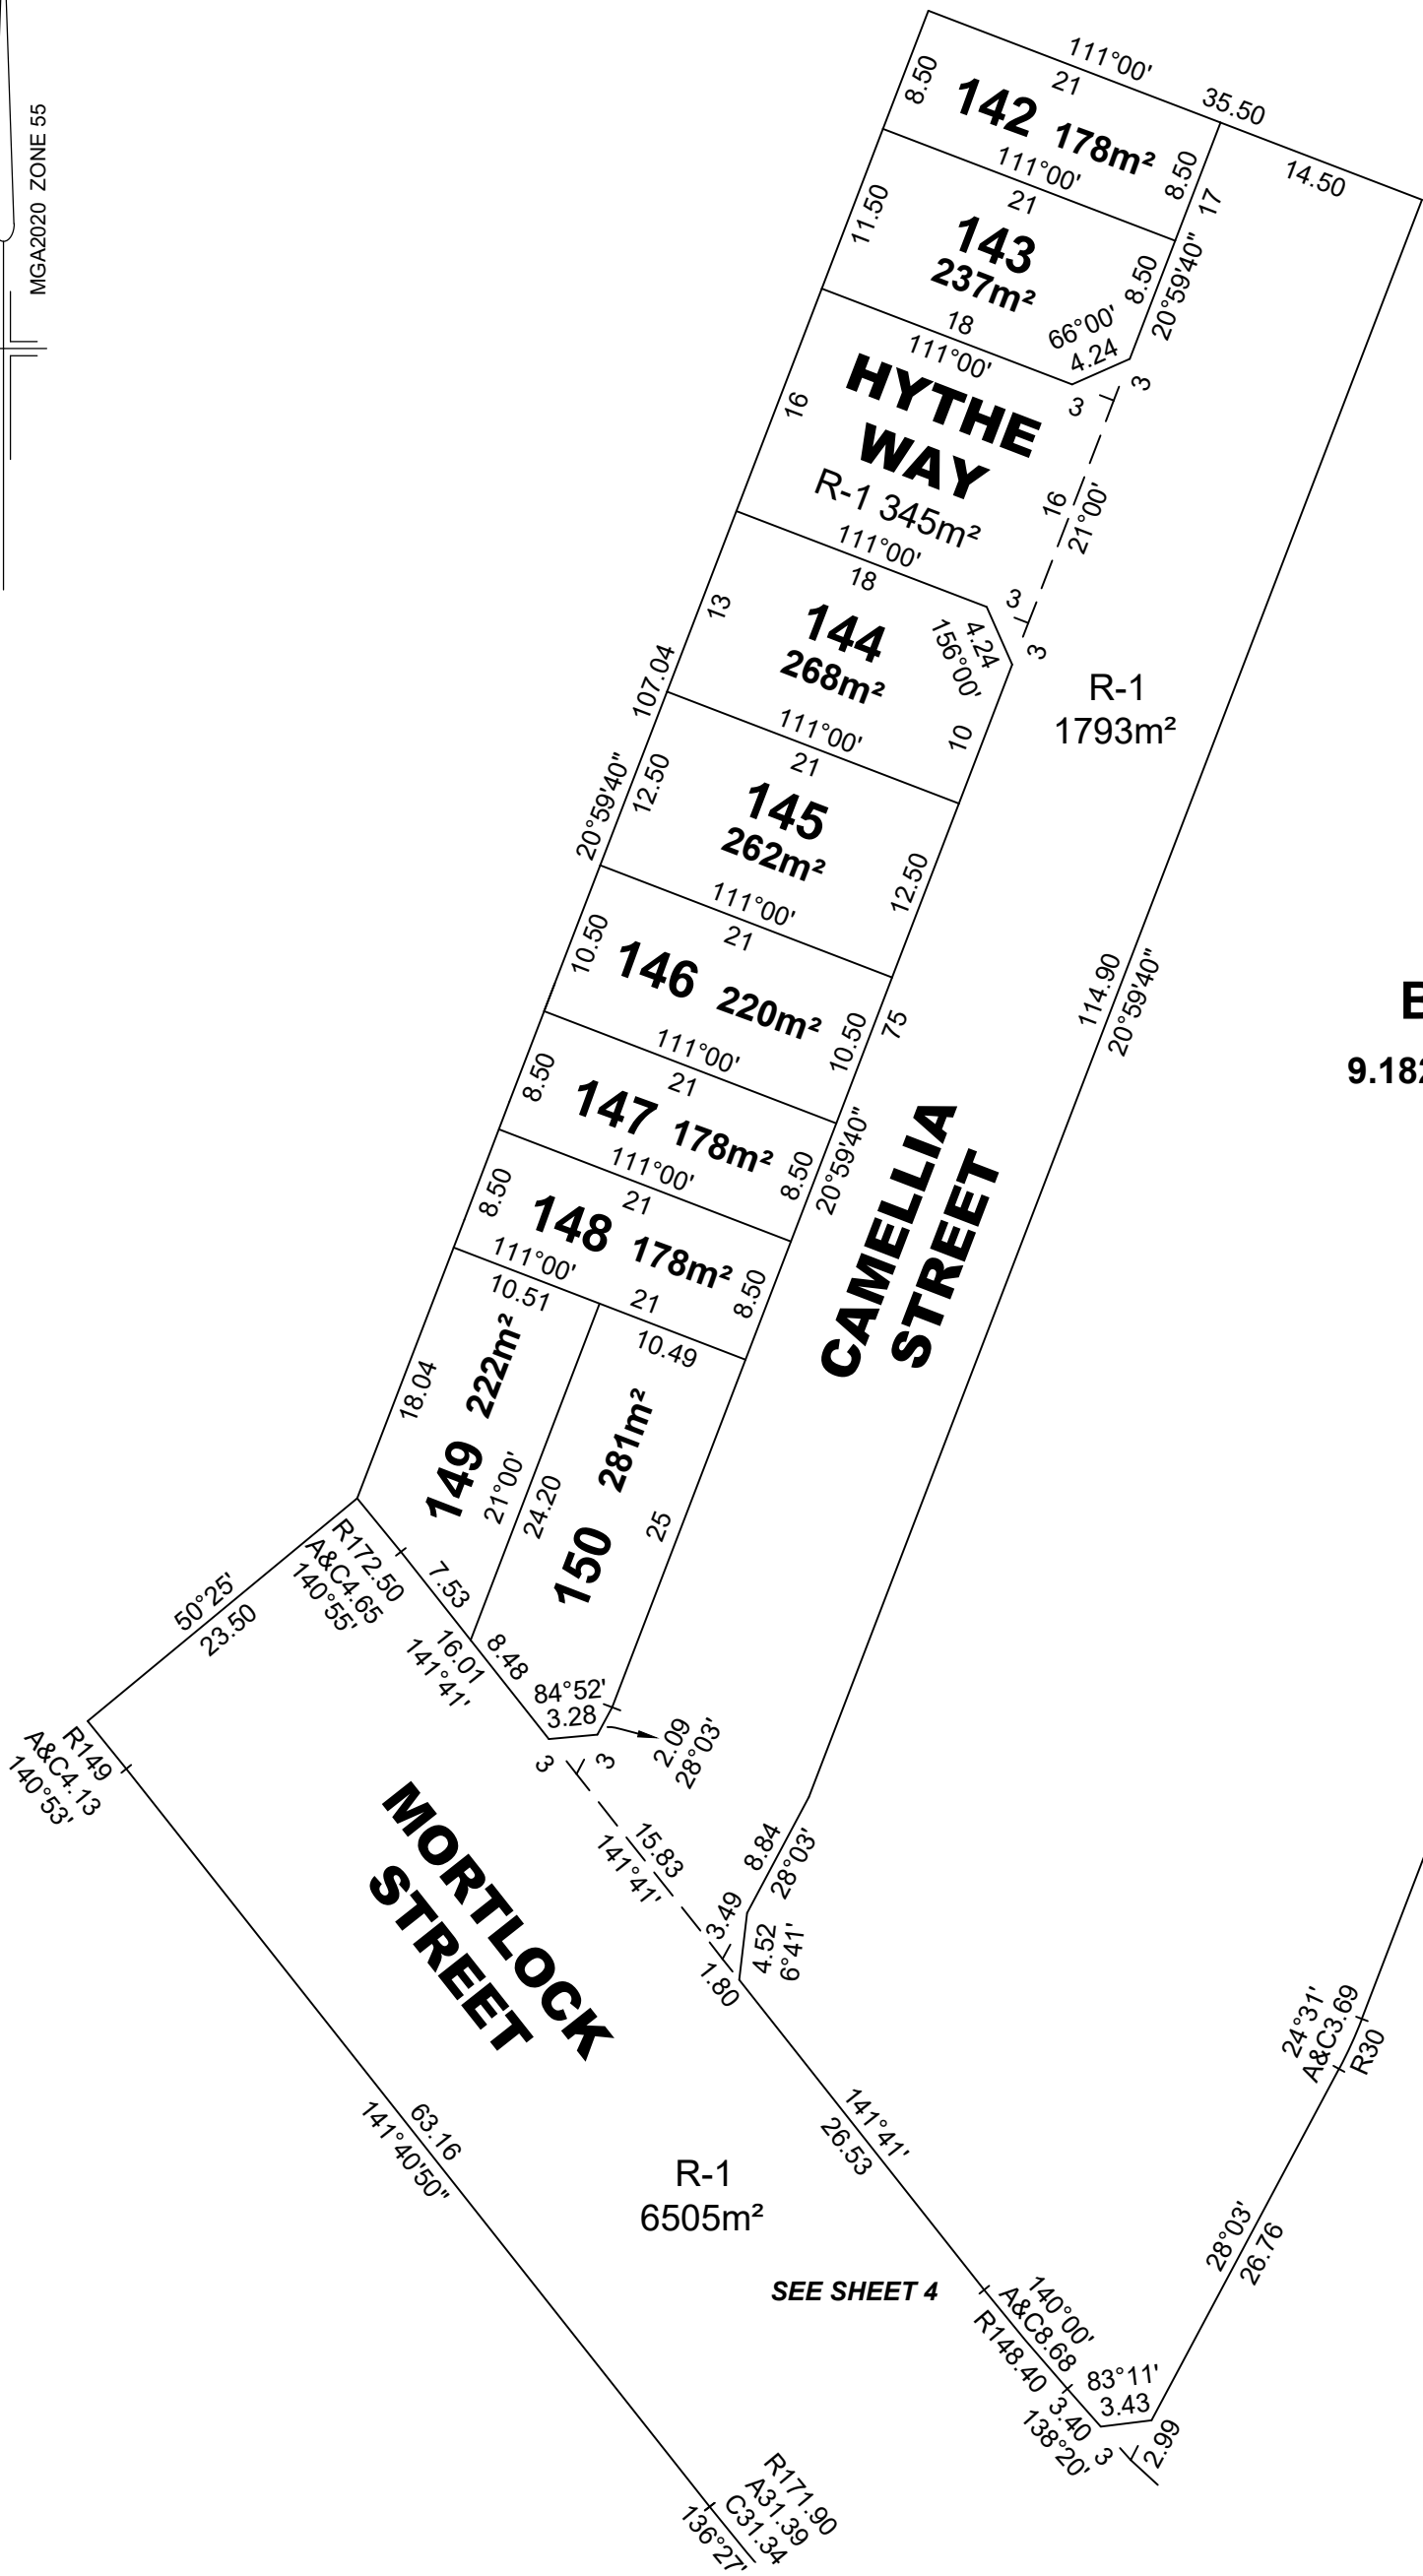 MGA2020 ZONE 55
111°00'
21
35.50
14.50
8.50
142 178m²
8.50
17
111°00'
21
11.50
143
237m²
8.50
20°59'40"
66°00'
4.24
18
111°00'
3
3
HYTHE
WAY
R-1 345m²
16
16
21°00'
111°00'
18
3
3
4.24
156°00'
13
144
268m²
R-1
1793m²
107.04
20°59'40"
111°00'
21
10
12.50
145
262m²
12.50
111°00'
21
10.50
146 220m²
10.50
75
114.90
20°59'40"
B
9.182
111°00'
21
8.50
147 178m²
8.50
20°59'40"
111°00'
21
8.50
148 178m²
8.50
CAMELLIA
STREET
111°00'
10.51
21
10.49
18.04
149 222m²
21°00'
24.20
150 281m²
25
R172.50
A&C4.65
140°55'
7.53
16.01
141°41'
8.48
84°52'
3.28
2.09
28°03'
3
3
50°25'
23.50
R149
A&C4.13
140°53'
MORTLOCK
STREET
15.83
141°41'
8.84
28°03'
3.49
4.52
6°41'
1.80
141°41'
26.53
24°31'
A&C3.69
R30
63.16
141°40'50"
R-1
6505m²
28°03'
26.76
SEE SHEET 4
140°00'
A&C8.68
R148.40
83°11'
3.43
3.40
138°20'
3
2.99
R171.90
A31.39
C31.34
136°27'